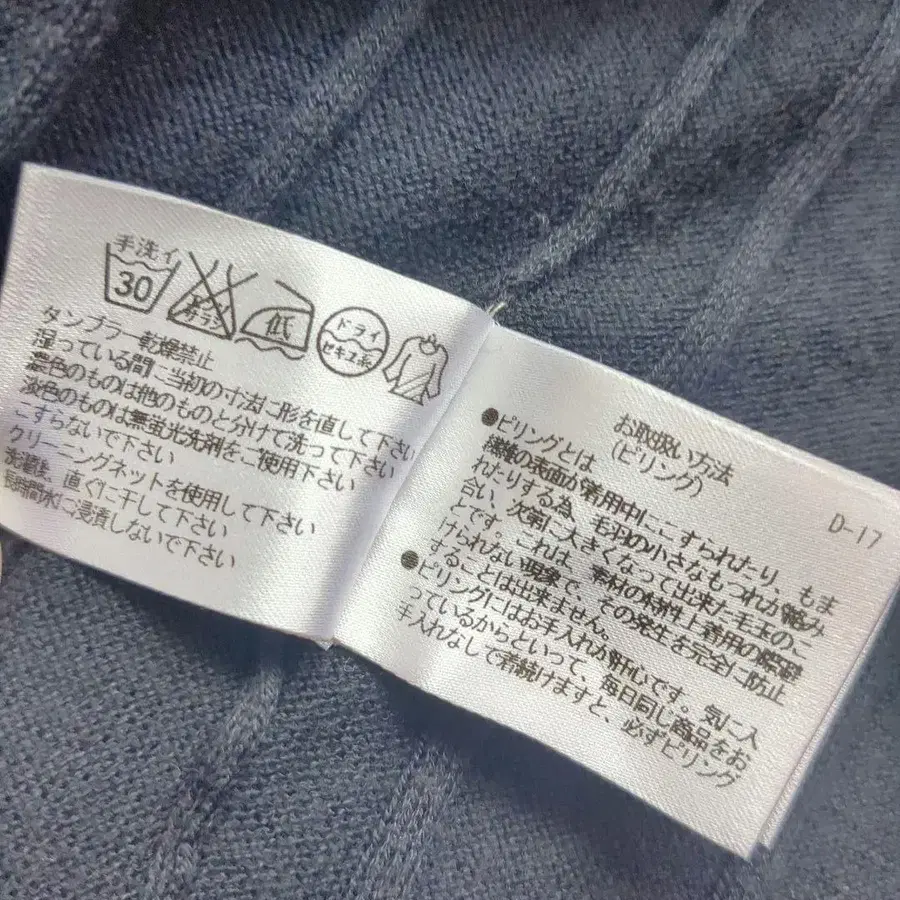 手洗イ
30
エンソ
サラシ
低
ドライ
セキユ系
タンブラー乾燥禁止
湿っている間に当初の寸法に形を直して下さい
濃色のものは他のものと分けて洗って下さい
淡色のものは無蛍光洗剤をご使用下さい
こすらないで下さい
クリーニングネットを使用して下さい
洗濯後、直ぐに干して下さい
長時間水に浸漬しないで下さい
お取扱い方法
(ピリング)
D-17
●ピリングとは
繊維の表面が着用中にこすられたり、もま
れたりする為、毛羽の小さなもつれが絡み
合い、次第に大きくなって出来た毛玉のこ
とです。これは、素材の特性上着用の際避
けられない現象で、その発生を完全に防止
することは出来ません。
●ピリングにはお手入れが肝心です。気に入
っているからといって、毎日同じ商品をお
手入れなしで着続けますと、必ずピリング